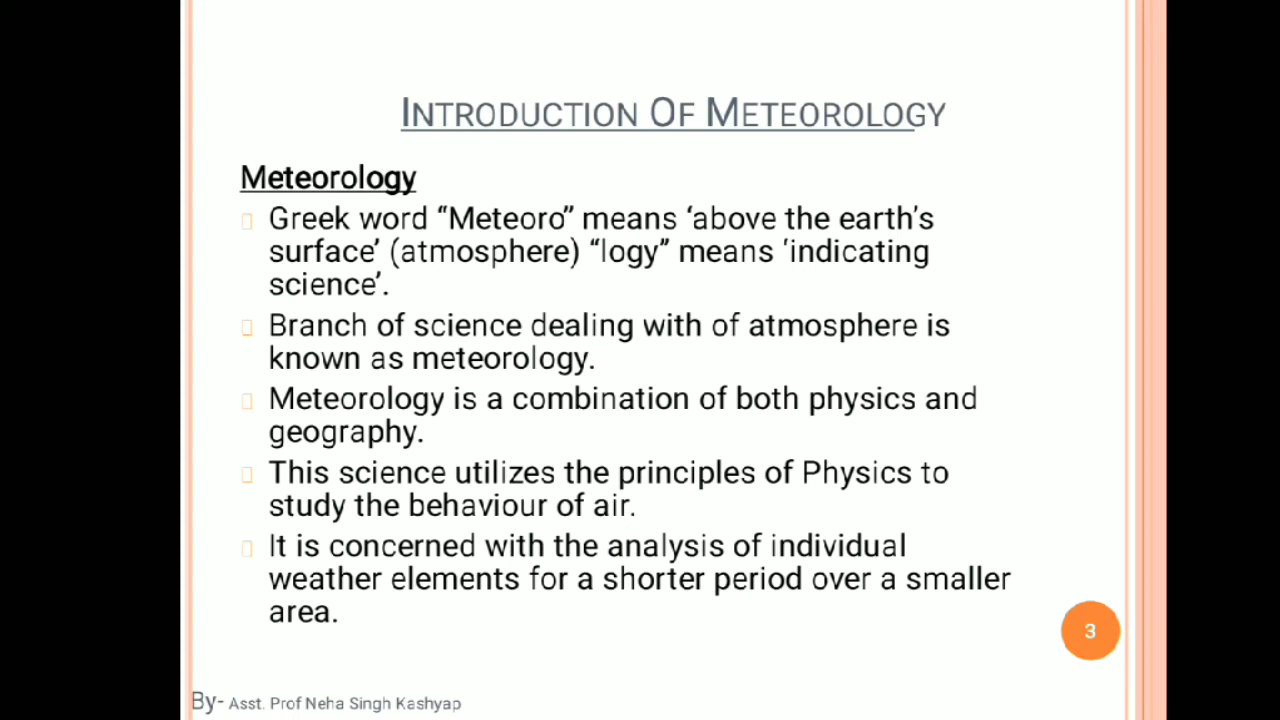 INTRODUCTION OF METEOROLOGY
Meteorology
Greek word “Meteoro” means ‘above the earth’s
surface’ (atmosphere) “logy” means ‘indicating
science’.
Branch of science dealing with of atmosphere is
known as meteorology.
Meteorology is a combination of both physics and
geography.
This science utilizes the principles of Physics to
study the behaviour of air.
It is concerned with the analysis of individual
weather elements for a shorter period over a smaller
area.
3
By- Asst. Prof Neha Singh Kashyap